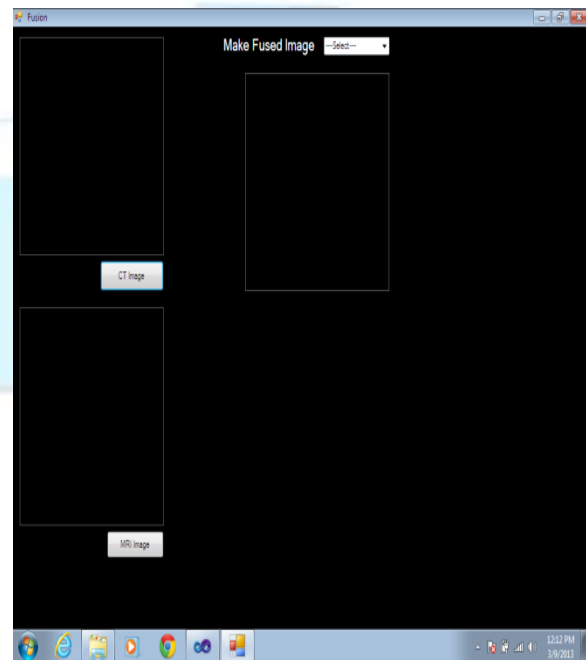 Fusion
Make Fused Image ---Select---
CT Image
MRI Image
12:12 PM
3/9/2013